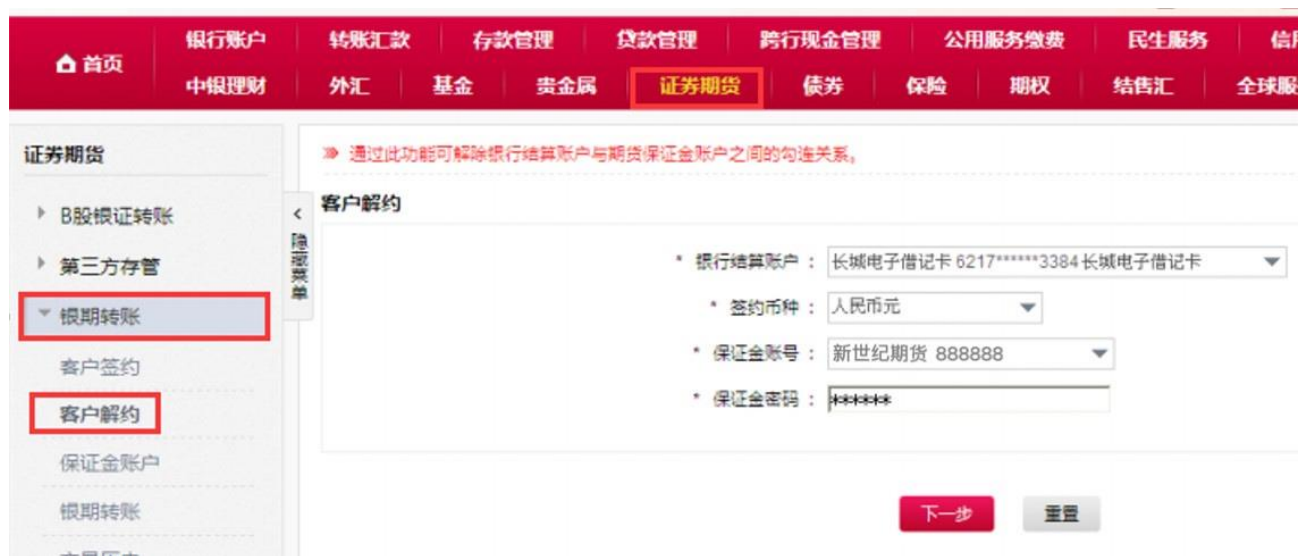 首页
银行账户 转账汇款 存款管理 贷款管理 跨行现金管理 公用服务缴费 民生服务
中银理财 外汇 基金 贵金属 证券期货 债券 保险 期权 结售汇 全球服
证券期货
B股银证转账
第三方存管
银期转账
客户签约
客户解约
保证金账户
银期转账
隐藏菜单
通过此功能可解除银行结算账户与期货保证金账户之间的勾连关系。
客户解约
* 银行结算账户 : 长城电子借记卡 6217******3384 长城电子借记卡
* 签约币种 : 人民币元
* 保证金账号 : 新世纪期货 888888
* 保证金密码 : ******
下一步 重置